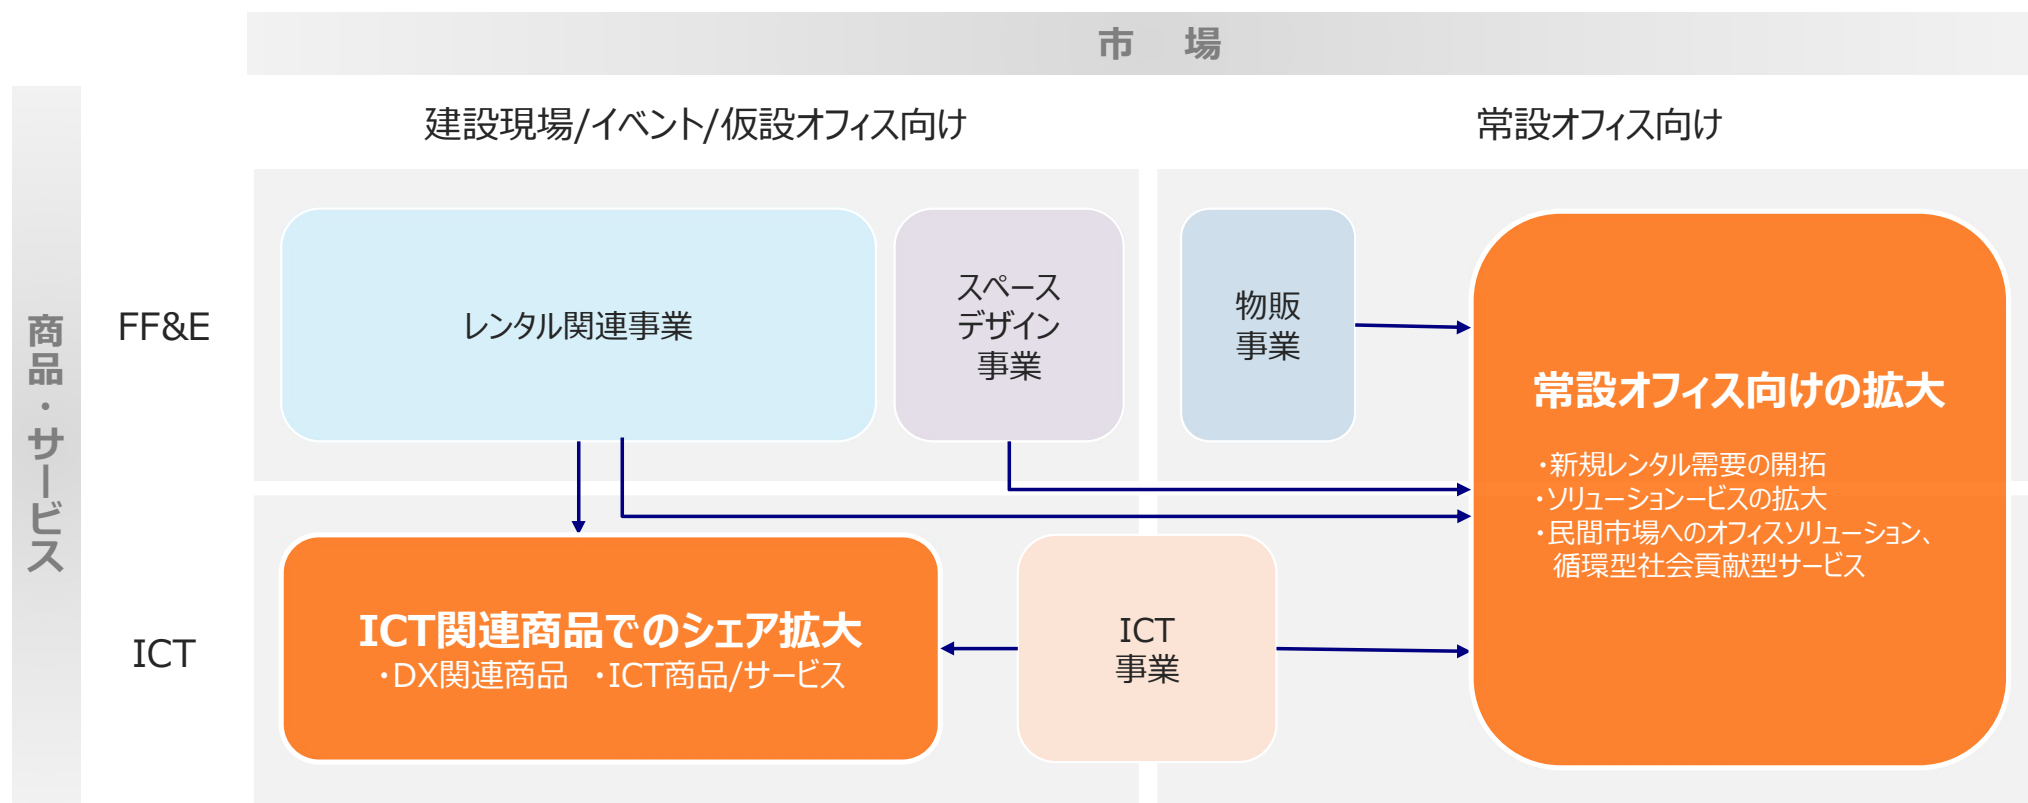 市 場
建設現場/イベント/仮設オフィス向け
常設オフィス向け
商品・サービス
FF&E
レンタル関連事業
スペース
デザイン
事業
物販
事業
常設オフィス向けの拡大
・新規レンタル需要の開拓
・ソリューションービスの拡大
・民間市場へのオフィスソリューション、
循環型社会貢献型サービス
ICT
ICT関連商品でのシェア拡大
・DX関連商品 ・ICT商品/サービス
ICT
事業